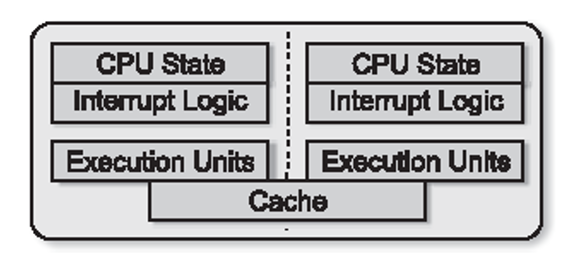 CPU State
Interrupt Logic
Execution Units
CPU State
Interrupt Logic
Execution Units
Cache